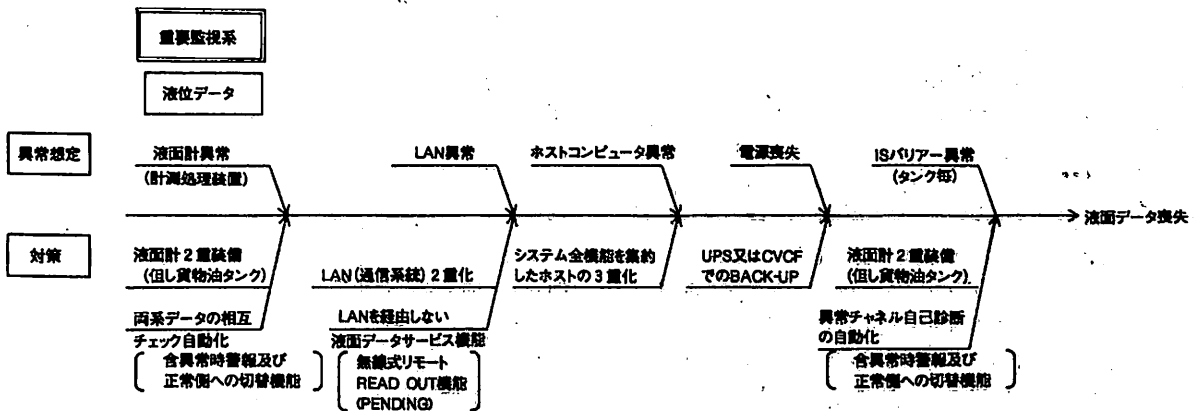 重要監視系
液位データ
異常想定
液面計異常
(計測処理装置)
LAN異常
ホストコンピュータ異常
電源喪失
ISバリアー異常
(タンク毎)
液面データ喪失
対策
液面計2重装備
(但し貨物油タンク)
両系データの相互
チェック自動化
含異常時警報及び
正常側への切替機能
LAN(通信系統)2重化
LANを経由しない
液面データサービス機能
無線式リモート
READ OUT機能
(PENDING)
システム全機能を集約
したホストの3重化
UPS又はCVCF
でのBACK-UP
液面計2重装備
(但し貨物油タンク)
異常チャネル自己診断
の自動化
含異常時警報及び
正常側への切替機能